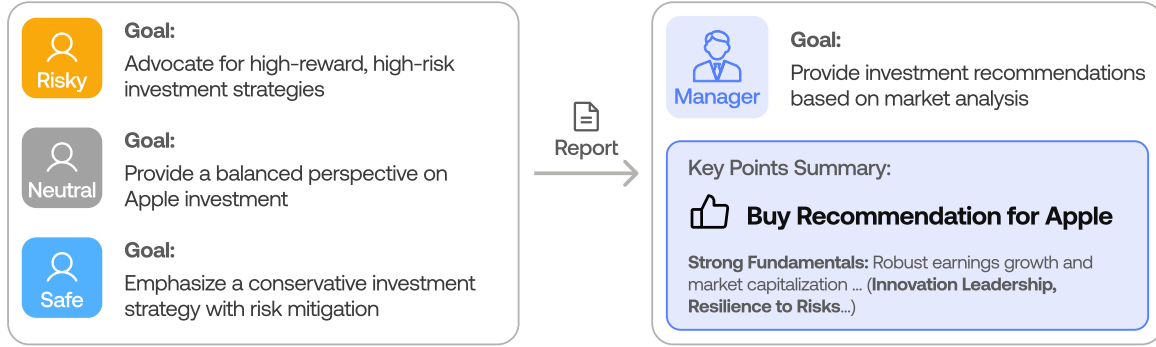 Risky
Goal:
Advocate for high-reward, high-risk
investment strategies
Neutral
Goal:
Provide a balanced perspective on
Apple investment
Safe
Goal:
Emphasize a conservative investment
strategy with risk mitigation
Report
Manager
Goal:
Provide investment recommendations
based on market analysis
Key Points Summary:
Buy Recommendation for Apple
Strong Fundamentals: Robust earnings growth and
market capitalization ... (Innovation Leadership,
Resilience to Risks...)